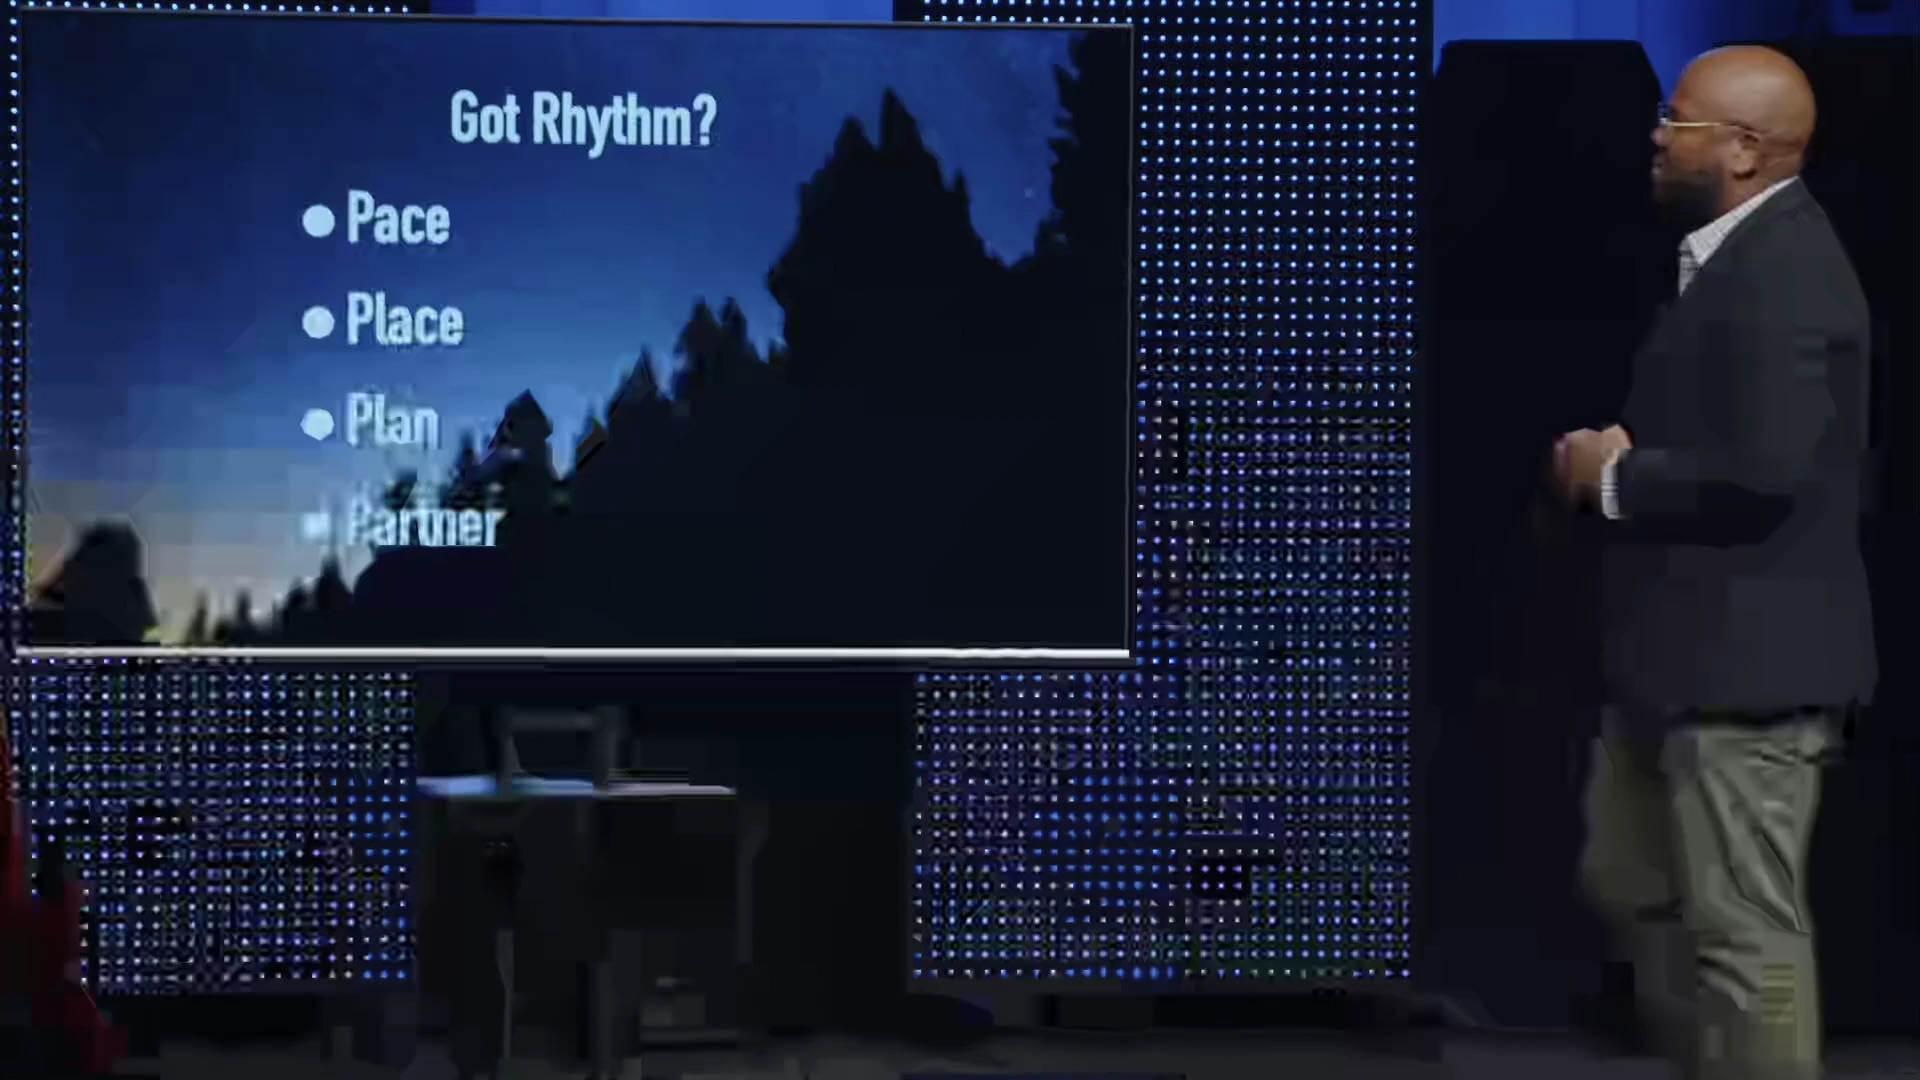 Got Rhythm?
● Pace
● Place
● Plan
● Partner